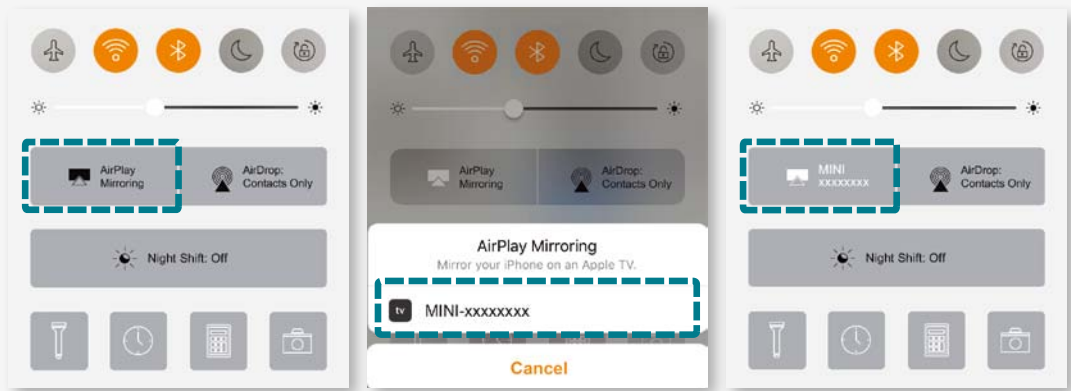 AirPlay
Mirroring
AirDrop:
Contacts Only
Night Shift: Off
AirPlay
Mirroring
AirDrop:
Contacts Only
AirPlay Mirroring
Mirror your iPhone on an Apple TV.
tv
MINI-xxxxxxxx
Cancel
MINI
xxxxxxxx
AirDrop:
Contacts Only
Night Shift: Off